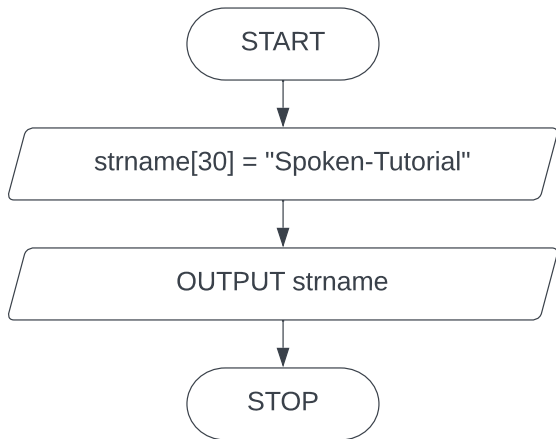 START
strname[30] = "Spoken-Tutorial"
OUTPUT strname
STOP